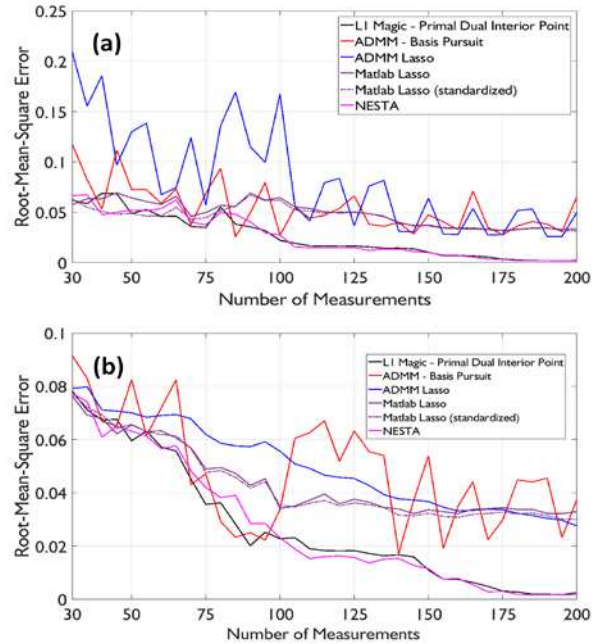 (a)
L1 Magic - Primal Dual Interior Point
ADMM - Basis Pursuit
ADMM Lasso
Matlab Lasso
Matlab Lasso (standardized)
NESTA
Root-Mean-Square Error
0.25
0.2
0.15
0.1
0.05
0
30 50 75 100 125 150 175 200
Number of Measurements
(b)
L1 Magic - Primal Dual Interior Point
ADMM - Basis Pursuit
ADMM Lasso
Matlab Lasso
Matlab Lasso (standardized)
NESTA
Root-Mean-Square Error
0.1
0.08
0.06
0.04
0.02
0
30 50 75 100 125 150 175 200
Number of Measurements